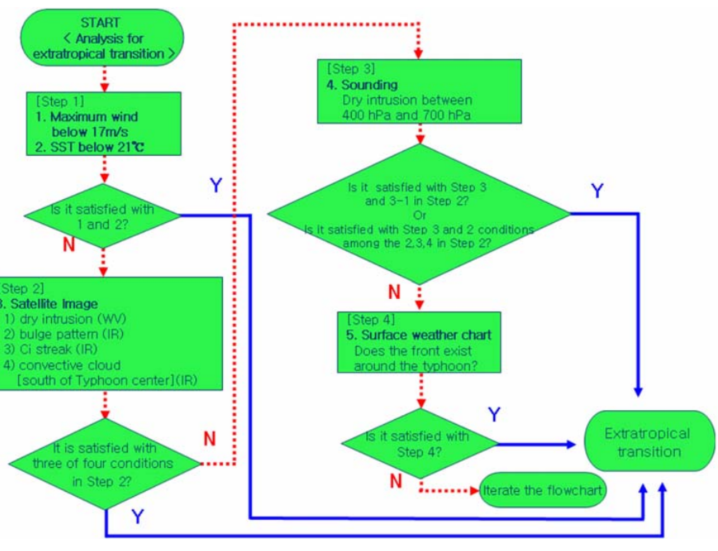 START
< Analysis for
extratropical transition >
[Step 1]
1. Maximum wind
below 17m/s
2. SST below 21℃
Is it satisfied with
1 and 2?
Y
N
Step 2]
3. Satellite Image
1) dry intrusion (WV)
2) bulge pattern (IR)
3) Ci streak (IR)
4) convective cloud
[south of Typhoon center](IR)
It is satisfied with
three of four conditions
in Step 2?
N
Y
[Step 3]
4. Sounding
Dry intrusion between
400 hPa and 700 hPa
Is it satisfied with Step 3
and 3-1 in Step 2?
Or
Is it satisfied with Step 3 and 2 conditions
among the 2,3,4 in Step 2?
Y
N
[Step 4]
5. Surface weather chart
Does the front exist
around the typhoon?
Is it satisfied with
Step 4?
Y
N
Iterate the flowchart
Extratropical
transition